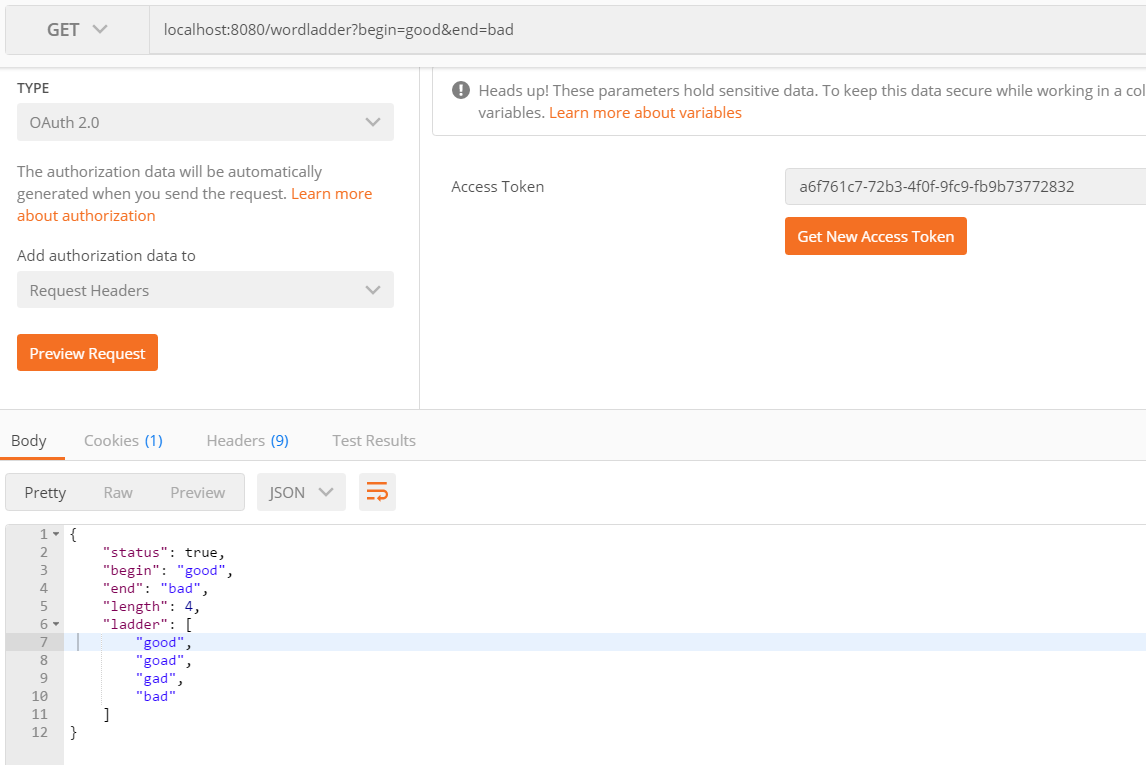 GET localhost:8080/wordladder?begin=good&end=bad
TYPE
OAuth 2.0
The authorization data will be automatically
generated when you send the request. Learn more
about authorization
Add authorization data to
Request Headers
Preview Request
Heads up! These parameters hold sensitive data. To keep this data secure while working in a col
variables. Learn more about variables
Access Token
a6f761c7-72b3-4f0f-9fc9-fb9b73772832
Get New Access Token
Body Cookies (1) Headers (9) Test Results
Pretty Raw Preview JSON
1 {
2 "status": true,
3 "begin": "good",
4 "end": "bad",
5 "length": 4,
6 "ladder": [
7 "good",
8 "goad",
9 "gad",
10 "bad"
11 ]
12 }